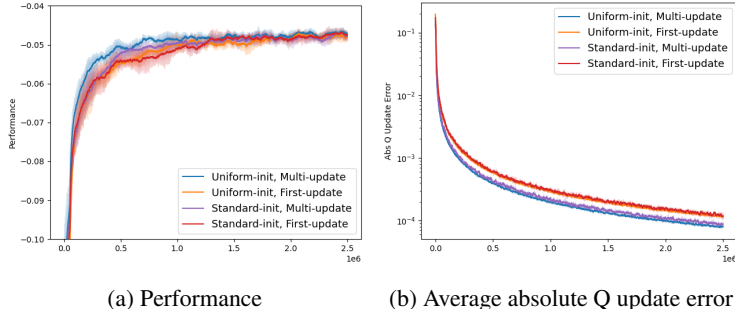 −0.04
−0.05
−0.06
−0.07
−0.08
−0.09
−0.10
Performance
0.0 0.5 1.0 1.5 2.0 2.5
1e6
Uniform-init, Multi-update
Uniform-init, First-update
Standard-init, Multi-update
Standard-init, First-update
(a) Performance
10⁻¹
10⁻²
10⁻³
10⁻⁴
Abs Q Update Error
Uniform-init, Multi-update
Uniform-init, First-update
Standard-init, Multi-update
Standard-init, First-update
0.0 0.5 1.0 1.5 2.0 2.5
1e6
(b) Average absolute Q update error